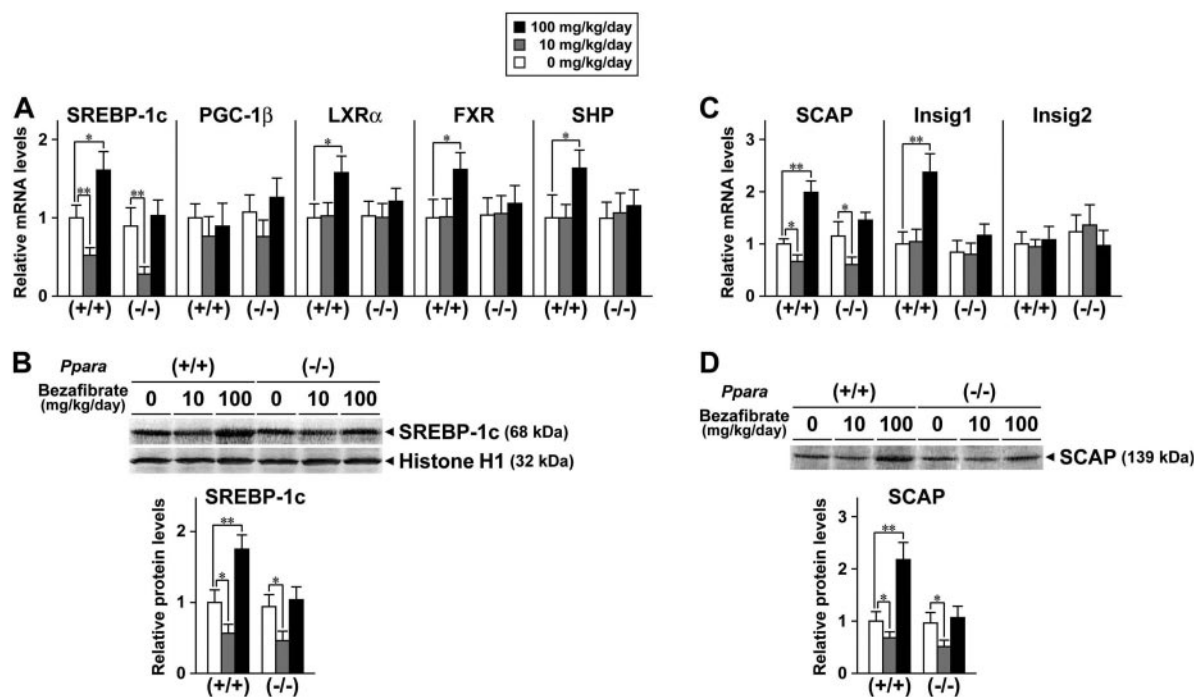 100 mg/kg/day
10 mg/kg/day
0 mg/kg/day
A
SREBP-1c PGC-1β LXRα FXR SHP
Relative mRNA levels
2
1
0
* ** ** * * *
(+/+) (-/-) (+/+) (-/-) (+/+) (-/-) (+/+) (-/-) (+/+) (-/-)
C
SCAP Insig1 Insig2
Relative mRNA levels
3
2
1
0
** * * **
(+/+) (-/-) (+/+) (-/-) (+/+) (-/-)
B
Ppara (+/+) (-/-)
Bezafibrate (mg/kg/day) 0 10 100 0 10 100
SREBP-1c (68 kDa)
Histone H1 (32 kDa)
SREBP-1c
Relative protein levels
2
1
0
** * *
(+/+) (-/-)
D
Ppara (+/+) (-/-)
Bezafibrate (mg/kg/day) 0 10 100 0 10 100
SCAP (139 kDa)
SCAP
Relative protein levels
3
2
1
0
** * *
(+/+) (-/-)